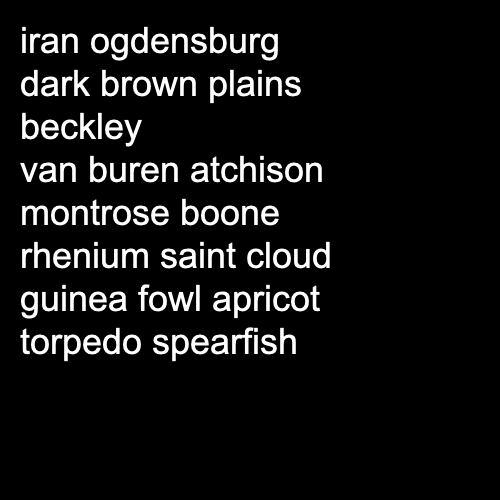 iran ogdensburg
dark brown plains
beckley
van buren atchison
montrose boone
rhenium saint cloud
guinea fowl apricot
torpedo spearfish